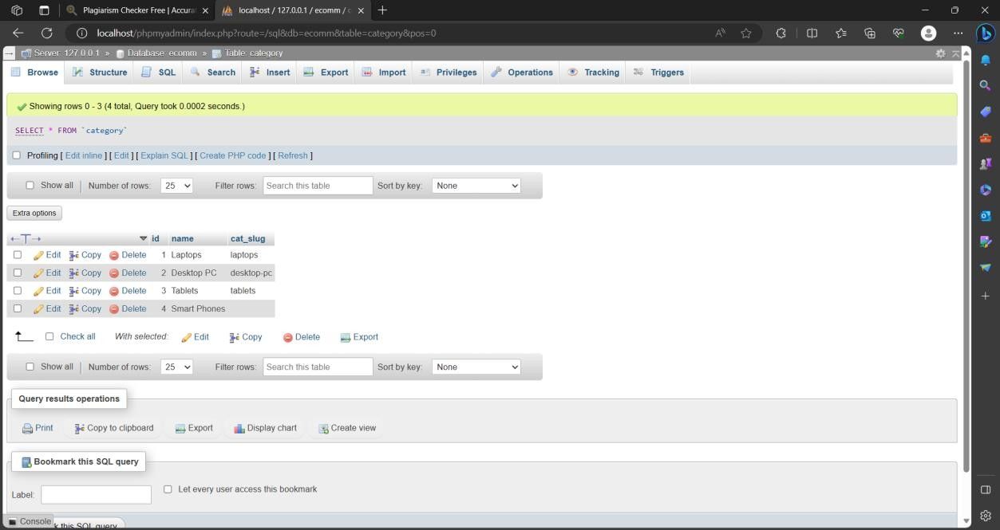 Plagiarism Checker Free | Accura
localhost / 127.0.0.1 / ecomm /
localhost/phpmyadmin/index.php?route=/sql&db=ecomm&table=category&pos=0
Server: 127.0.0.1 » Database: ecomm » Table: category
Browse Structure SQL Search Insert Export Import Privileges Operations Tracking Triggers
Showing rows 0 - 3 (4 total, Query took 0.0002 seconds.)
SELECT * FROM `category`
Profiling [ Edit inline ] [ Edit ] [ Explain SQL ] [ Create PHP code ] [ Refresh ]
Show all Number of rows: 25 Filter rows: Search this table Sort by key: None
Extra options
id name cat_slug
Edit Copy Delete 1 Laptops laptops
Edit Copy Delete 2 Desktop PC desktop-pc
Edit Copy Delete 3 Tablets tablets
Edit Copy Delete 4 Smart Phones
Check all With selected: Edit Copy Delete Export
Show all Number of rows: 25 Filter rows: Search this table Sort by key: None
Query results operations
Print Copy to clipboard Export Display chart Create view
Bookmark this SQL query
Label: Let every user access this bookmark
Console k this SQL query